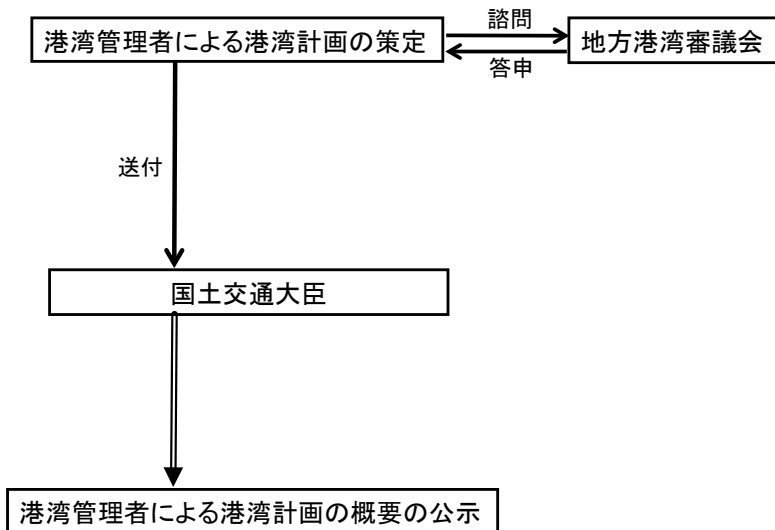 諮問
港湾管理者による港湾計画の策定
地方港湾審議会
答申
送付
国土交通大臣
港湾管理者による港湾計画の概要の公示